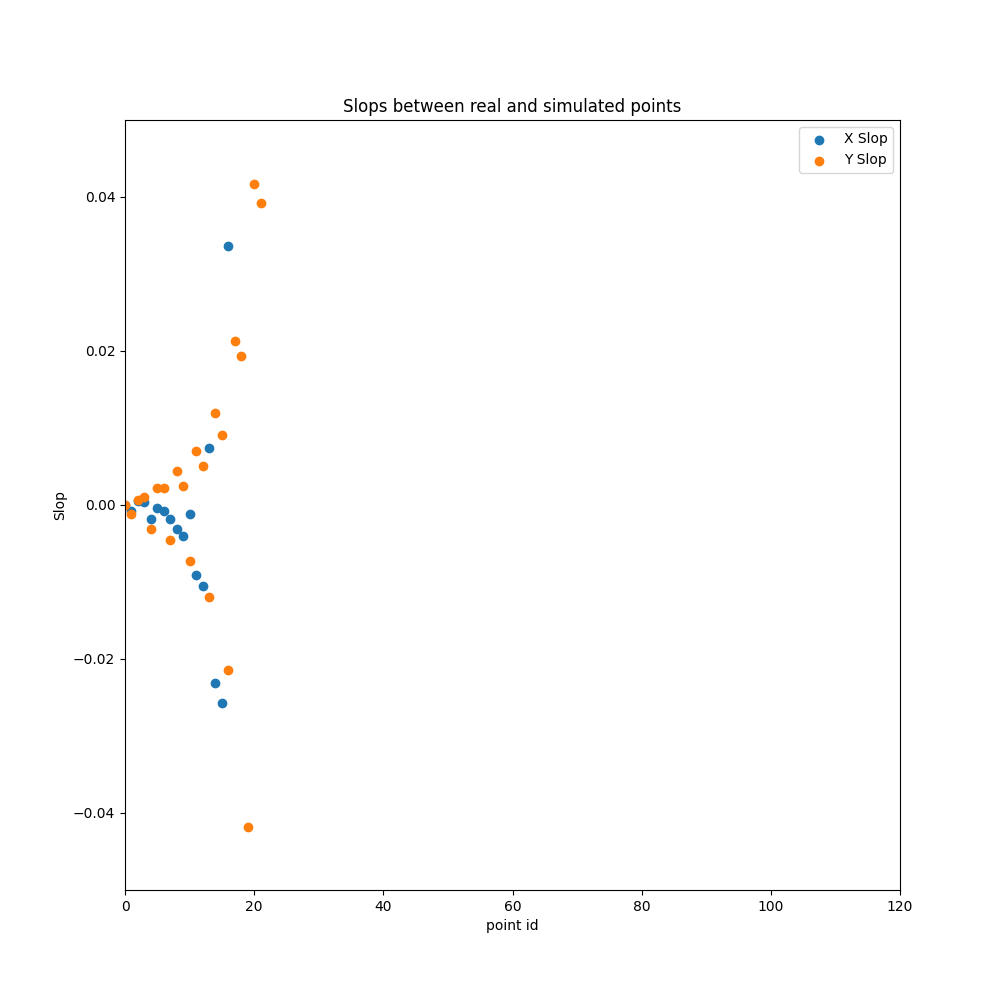 Slops between real and simulated points
X Slop
Y Slop
0.04
0.02
0.00
−0.02
−0.04
Slop
0 20 40 60 80 100 120
point id